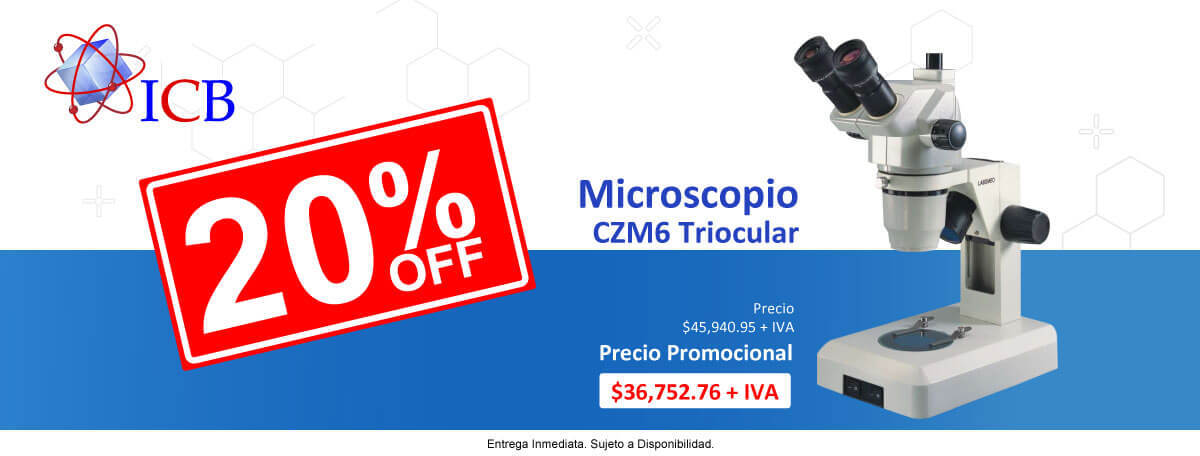 ICB
20% OFF
Microscopio
CZM6 Triocular
LABOMED
Precio
$45,940.95 + IVA
Precio Promocional
$36,752.76 + IVA
Entrega Inmediata. Sujeto a Disponibilidad.